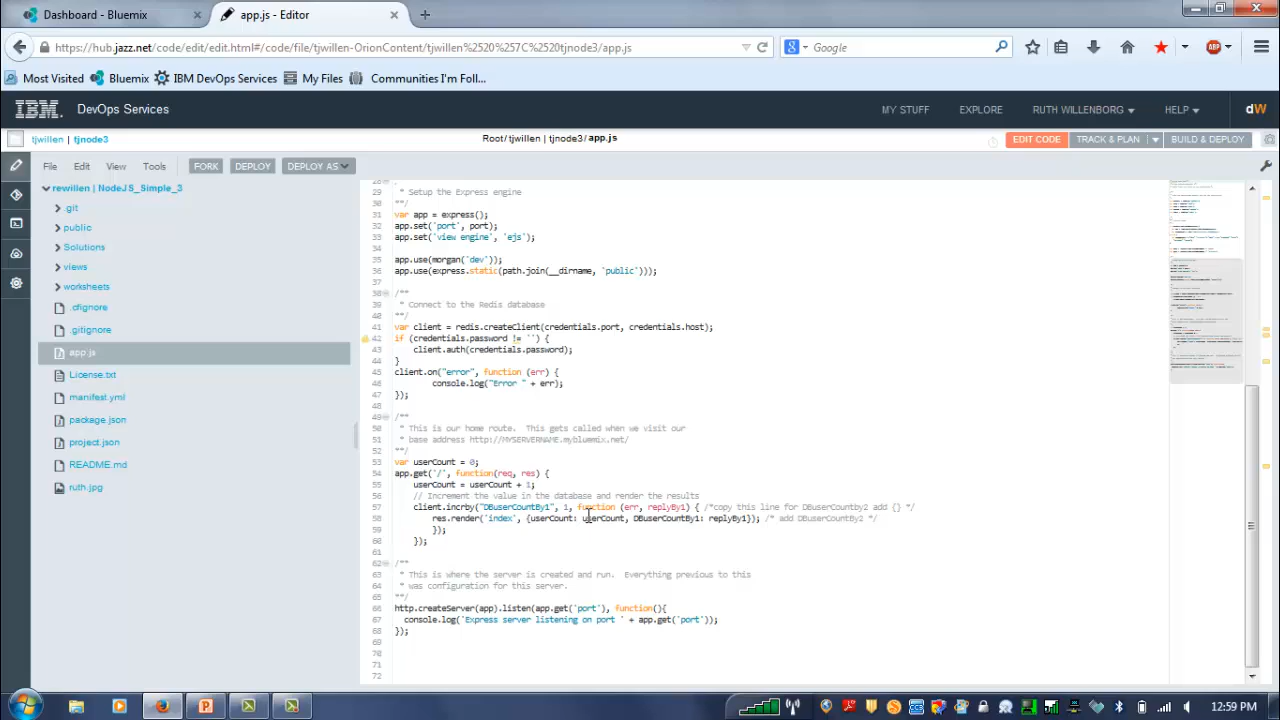 Dashboard - Bluemix × app.js - Editor × +
https://hub.jazz.net/code/edit/edit.html#/code/file/tjwillen-OrionContent/tjwillen%2520%257C%2520tjnode3/app.js Google
Most Visited Bluemix IBM DevOps Services My Files Communities I'm Foll...
IBM. DevOps Services MY STUFF EXPLORE RUTH WILLENBORG HELP dW
tjwillen | tjnode3 Root/tjwillen | tjnode3/app.js EDIT CODE TRACK & PLAN BUILD & DEPLOY
File Edit View Tools FORK DEPLOY DEPLOY AS
rewillen | NodeJS_Simple_3
.git
public
Solutions
views
worksheets
.cfignore
.gitignore
app.js
License.txt
manifest.yml
package.json
project.json
README.md
ruth.jpg
28
29 * Setup the Express engine
30 **/
31 var app = express();
32 app.set('port', port);
33 app.set('view engine', 'ejs');
34
35 app.use(morgan('dev'));
36 app.use(express.static(path.join(__dirname, 'public')));
37
38 /**
39 * Connect to the database
40 **/
41 var client = redis.createClient(credentials.port, credentials.host);
42 if (credentials.password != '') {
43 client.auth(credentials.password);
44 }
45 client.on("error", function (err) {
46 console.log("Error " + err);
47 });
48
49 /**
50 * This is our home route. This gets called when we visit our
51 * base address http://MYSERVERNAME.mybluemix.net/
52 **/
53 var userCount = 0;
54 app.get('/', function(req, res) {
55 userCount = userCount + 1;
56 // Increment the value in the database and render the results
57 client.incrby("DBuserCountBy1", 1, function (err, replyBy1) { /*copy this line for DBuserCountby2 add {} */
58 res.render('index', {userCount: userCount, DBuserCountBy1: replyBy1}); /* add DBuserCountBy2 */
59 });
60 });
61
62 /**
63 * This is where the server is created and run. Everything previous to this
64 * was configuration for this server.
65 **/
66 http.createServer(app).listen(app.get('port'), function(){
67 console.log('Express server listening on port ' + app.get('port'));
68 });
69
70
71
72
12:59 PM